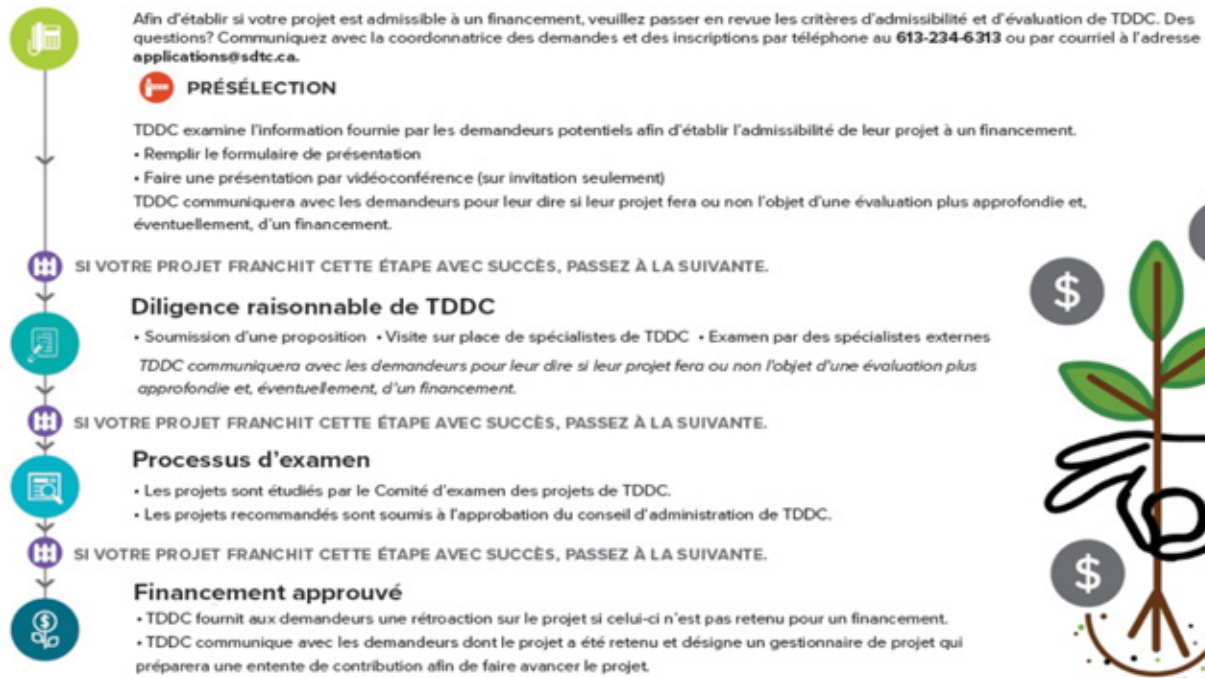 Afin d'établir si votre projet est admissible à un financement, veuillez passer en revue les critères d'admissibilité et d'évaluation de TDDC. Des
questions? Communiquez avec la coordonnatrice des demandes et des inscriptions par téléphone au 613-234-6313 ou par courriel à l'adresse
applications@sdtc.ca.
PRÉSÉLECTION
TDDC examine l'information fournie par les demandeurs potentiels afin d'établir l'admissibilité de leur projet à un financement.
• Remplir le formulaire de présentation
• Faire une présentation par vidéoconférence (sur invitation seulement)
TDDC communiquera avec les demandeurs pour leur dire si leur projet fera ou non l'objet d'une évaluation plus approfondie et,
éventuellement, d'un financement.
SI VOTRE PROJET FRANCHIT CETTE ÉTAPE AVEC SUCCÈS, PASSEZ À LA SUIVANTE.
Diligence raisonnable de TDDC
• Soumission d'une proposition • Visite sur place de spécialistes de TDDC • Examen par des spécialistes externes
TDDC communiquera avec les demandeurs pour leur dire si leur projet fera ou non l'objet d'une évaluation plus
approfondie et, éventuellement, d'un financement.
SI VOTRE PROJET FRANCHIT CETTE ÉTAPE AVEC SUCCÈS, PASSEZ À LA SUIVANTE.
Processus d'examen
• Les projets sont étudiés par le Comité d'examen des projets de TDDC.
• Les projets recommandés sont soumis à l'approbation du conseil d'administration de TDDC.
SI VOTRE PROJET FRANCHIT CETTE ÉTAPE AVEC SUCCÈS, PASSEZ À LA SUIVANTE.
Financement approuvé
• TDDC fournit aux demandeurs une rétroaction sur le projet si celui-ci n'est pas retenu pour un financement.
• TDDC communique avec les demandeurs dont le projet a été retenu et désigne un gestionnaire de projet qui
préparera une entente de contribution afin de faire avancer le projet.
$
$
$